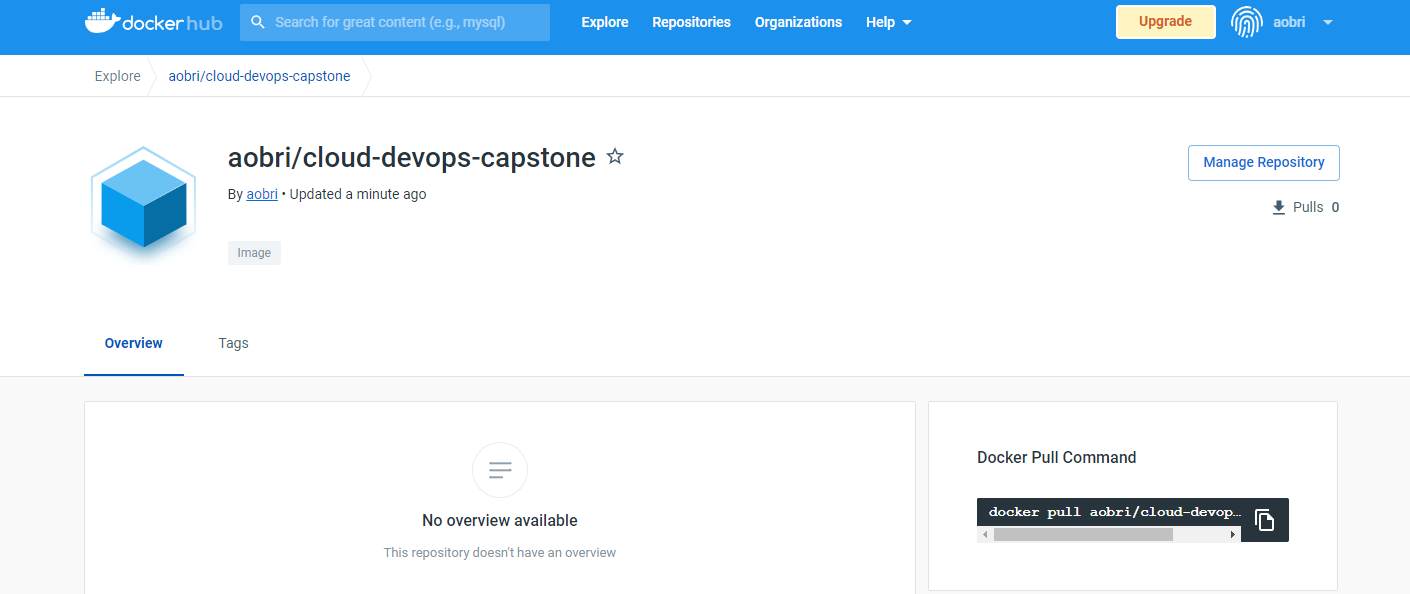 docker hub
Search for great content (e.g., mysql)
Explore Repositories Organizations Help
Upgrade
aobri
Explore aobri/cloud-devops-capstone
aobri/cloud-devops-capstone
By aobri • Updated a minute ago
Image
Manage Repository
Pulls 0
Overview Tags
No overview available
This repository doesn't have an overview
Docker Pull Command
docker pull aobri/cloud-devop...